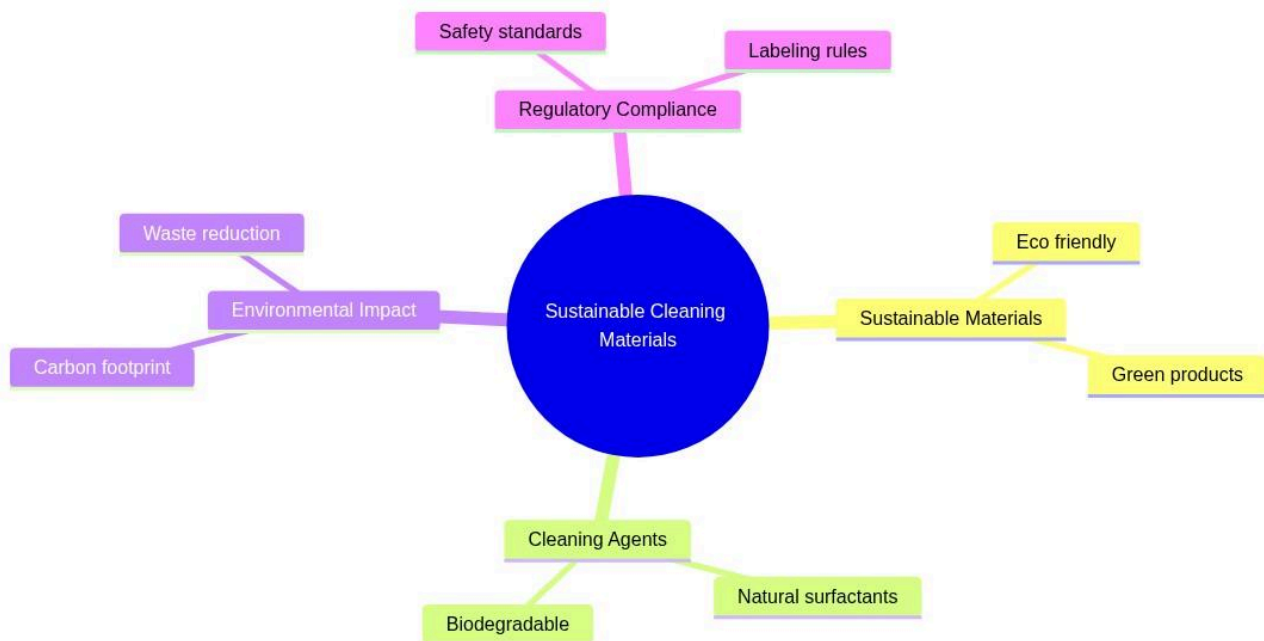 Safety standards
Labeling rules
Regulatory Compliance
Waste reduction
Eco friendly
Environmental Impact
Sustainable Cleaning
Materials
Sustainable Materials
Carbon footprint
Green products
Cleaning Agents
Natural surfactants
Biodegradable